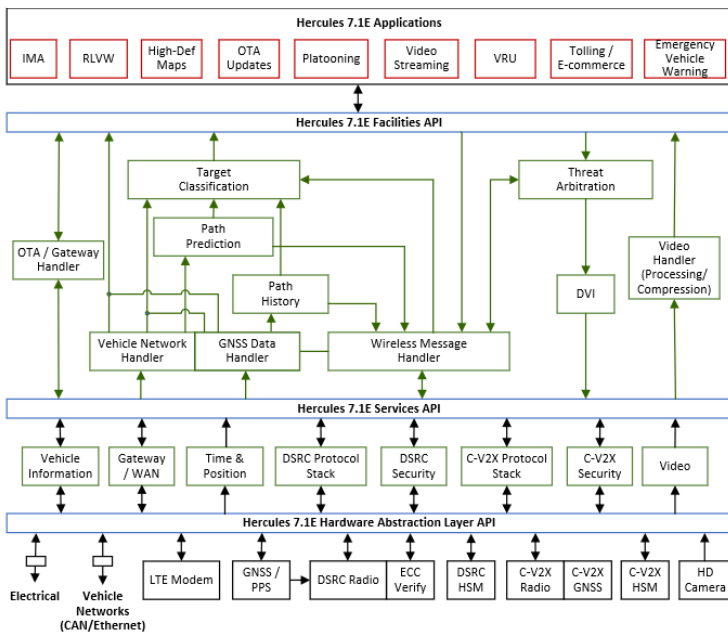 Hercules 7.1E Applications
IMA
RLVW
High-Def
Maps
OTA
Updates
Platooning
Video
Streaming
VRU
Tolling /
E-commerce
Emergency
Vehicle
Warning
Hercules 7.1E Facilities API
Target
Classification
Threat
Arbitration
Path
Prediction
OTA / Gateway
Handler
Video
Handler
(Processing/
Compression)
Path
History
DVI
Vehicle Network
Handler
GNSS Data
Handler
Wireless Message
Handler
Hercules 7.1E Services API
Vehicle
Information
Gateway
/ WAN
Time &
Position
DSRC Protocol
Stack
DSRC
Security
C-V2X Protocol
Stack
C-V2X
Security
Video
Hercules 7.1E Hardware Abstraction Layer API
Electrical
Vehicle
Networks
(CAN/Ethernet)
LTE Modem
GNSS /
PPS
DSRC Radio
ECC
Verify
DSRC
HSM
C-V2X
Radio
C-V2X
GNSS
C-V2X
HSM
HD
Camera